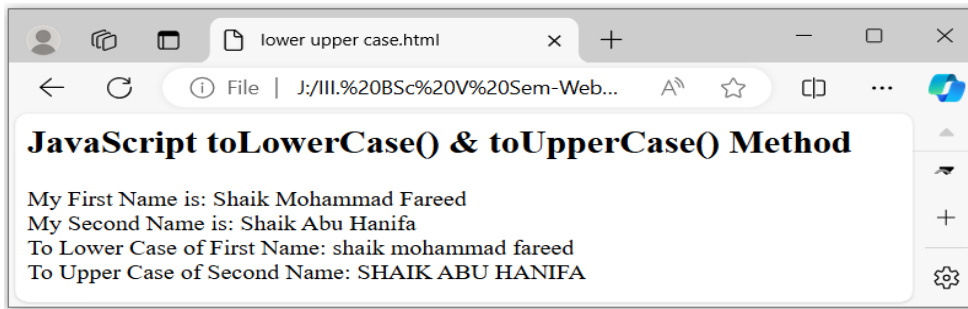 lower upper case.html
File | J:/III.%20BSc%20V%20Sem-Web...
JavaScript toLowerCase() & toUpperCase() Method
My First Name is: Shaik Mohammad Fareed
My Second Name is: Shaik Abu Hanifa
To Lower Case of First Name: shaik mohammad fareed
To Upper Case of Second Name: SHAIK ABU HANIFA